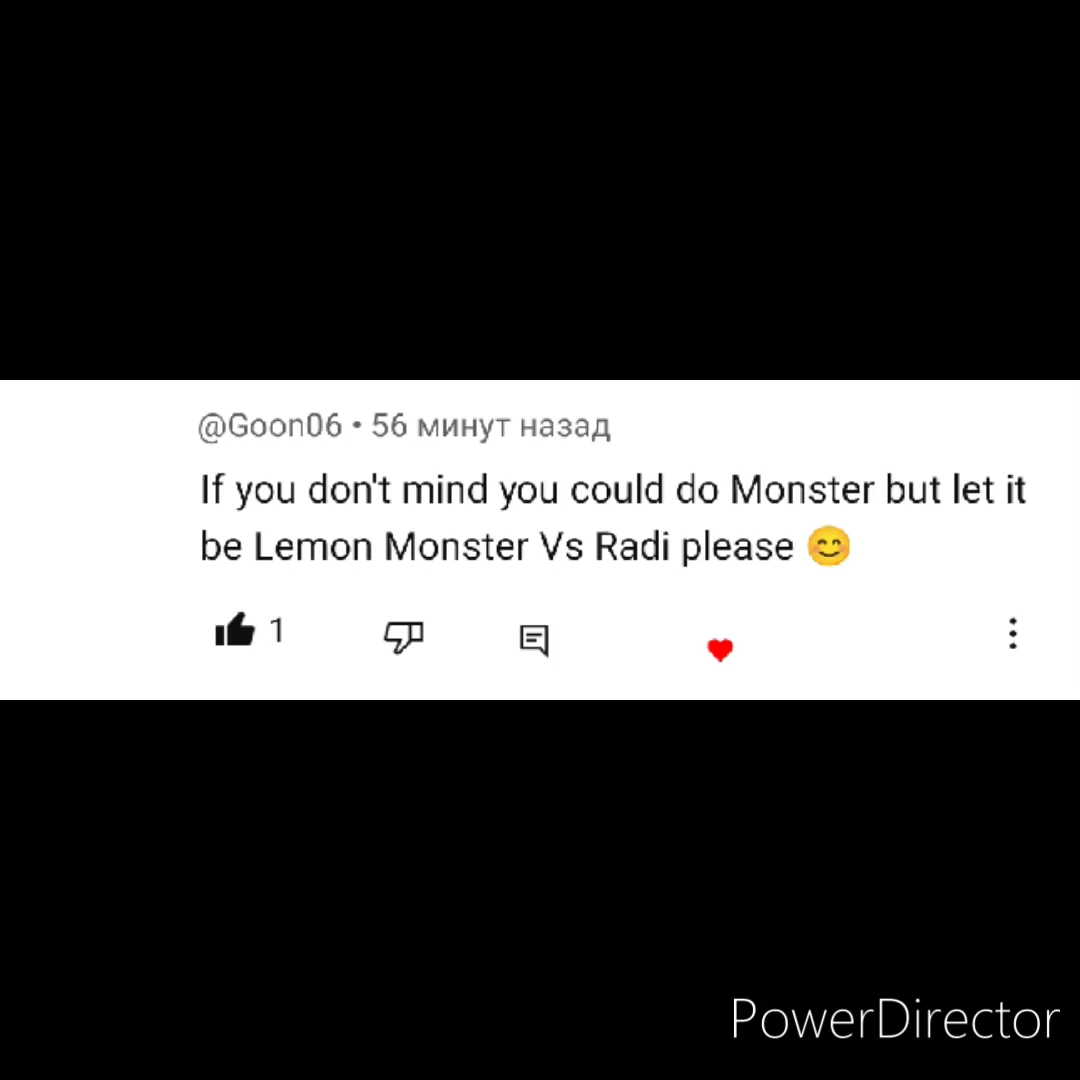 @Goon06 • 56 минут назад
If you don't mind you could do Monster but let it
be Lemon Monster Vs Radi please 😊
1
PowerDirector